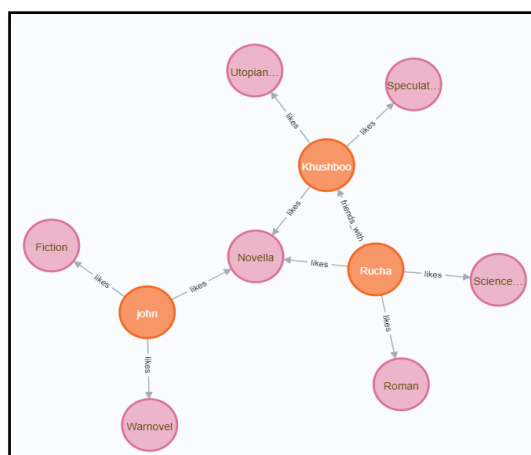 Utopian...
Speculat...
likes
likes
Khushboo
likes
friends_with
Fiction
Novella
likes
Rucha
likes
Science...
likes
likes
john
likes
likes
Roman
Warnovel